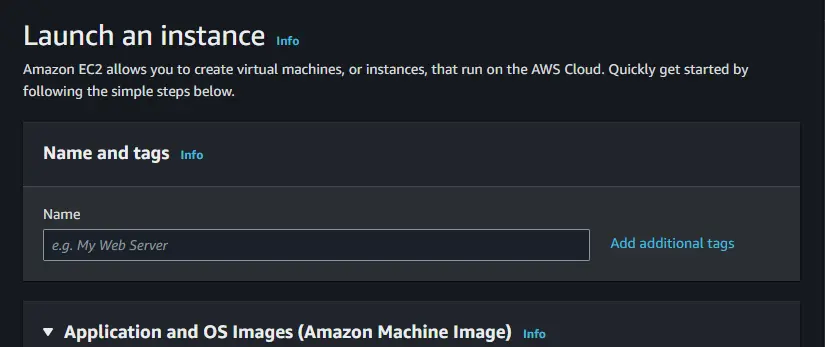 Launch an instance Info
Amazon EC2 allows you to create virtual machines, or instances, that run on the AWS Cloud. Quickly get started by
following the simple steps below.
Name and tags Info
Name
e.g. My Web Server
Add additional tags
Application and OS Images (Amazon Machine Image) Info